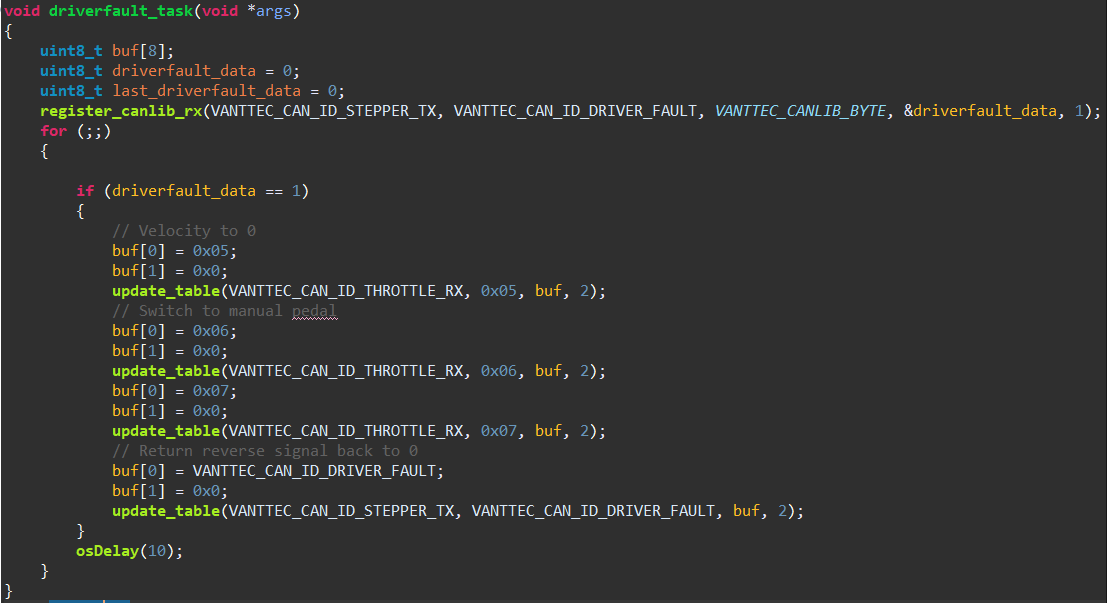 void driverfault_task(void *args)
{
    uint8_t buf[8];
    uint8_t driverfault_data = 0;
    uint8_t last_driverfault_data = 0;
    register_canlib_rx(VANTTEC_CAN_ID_STEPPER_TX, VANTTEC_CAN_ID_DRIVER_FAULT, VANTTEC_CANLIB_BYTE, &driverfault_data, 1);
    for (;;)
    {

        if (driverfault_data == 1)
        {
            // Velocity to 0
            buf[0] = 0x05;
            buf[1] = 0x0;
            update_table(VANTTEC_CAN_ID_THROTTLE_RX, 0x05, buf, 2);
            // Switch to manual pedal
            buf[0] = 0x06;
            buf[1] = 0x0;
            update_table(VANTTEC_CAN_ID_THROTTLE_RX, 0x06, buf, 2);
            buf[0] = 0x07;
            buf[1] = 0x0;
            update_table(VANTTEC_CAN_ID_THROTTLE_RX, 0x07, buf, 2);
            // Return reverse signal back to 0
            buf[0] = VANTTEC_CAN_ID_DRIVER_FAULT;
            buf[1] = 0x0;
            update_table(VANTTEC_CAN_ID_STEPPER_TX, VANTTEC_CAN_ID_DRIVER_FAULT, buf, 2);
        }
        osDelay(10);
    }
}